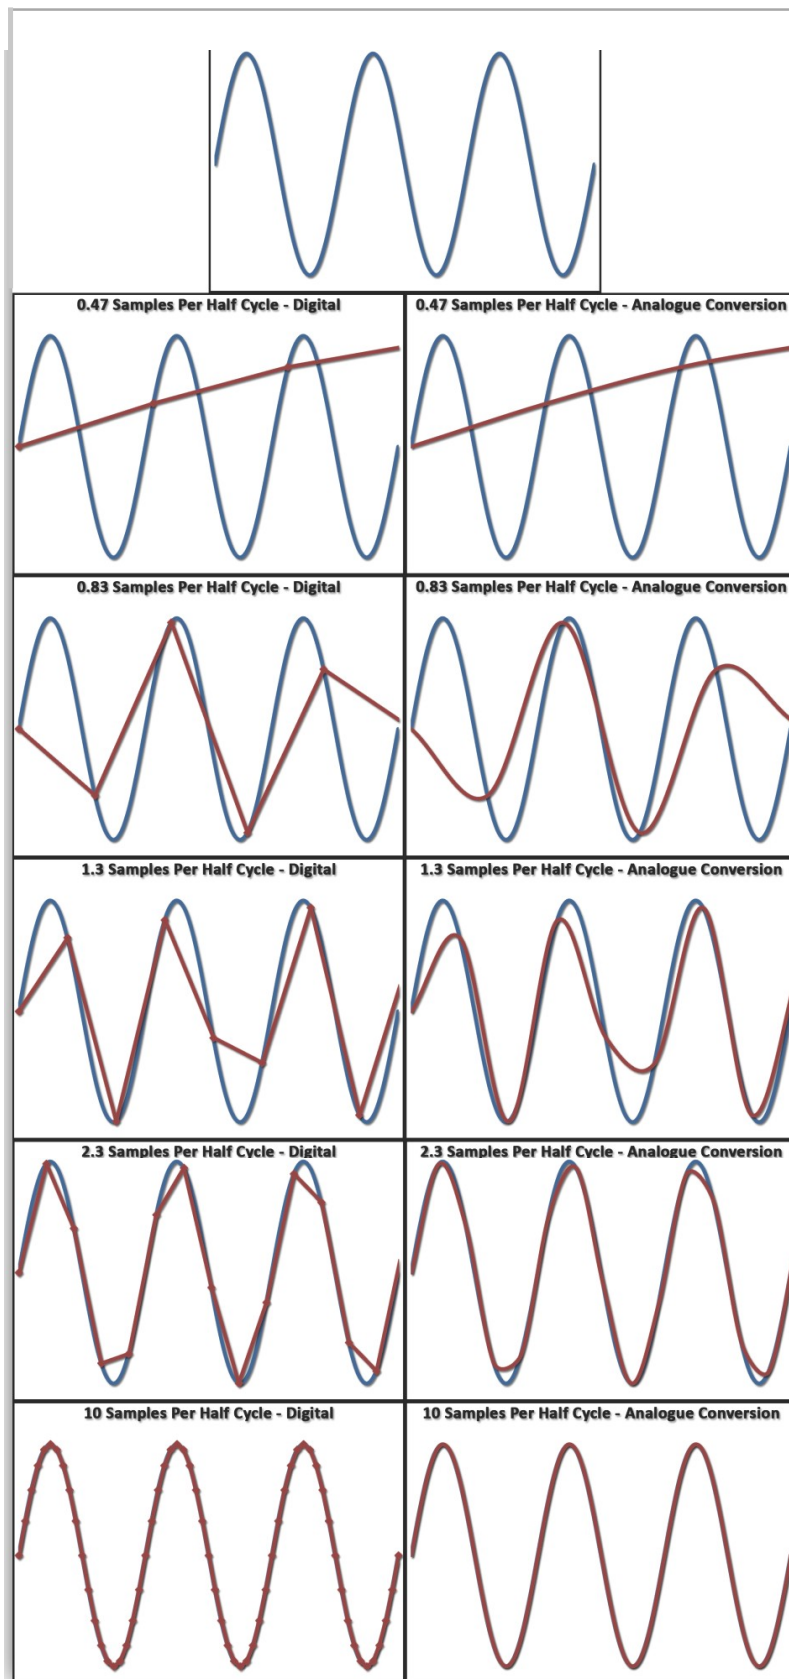 0.47 Samples Per Half Cycle - Digital
0.47 Samples Per Half Cycle - Analogue Conversion
0.83 Samples Per Half Cycle - Digital
0.83 Samples Per Half Cycle - Analogue Conversion
1.3 Samples Per Half Cycle - Digital
1.3 Samples Per Half Cycle - Analogue Conversion
2.3 Samples Per Half Cycle - Digital
2.3 Samples Per Half Cycle - Analogue Conversion
10 Samples Per Half Cycle - Digital
10 Samples Per Half Cycle - Analogue Conversion